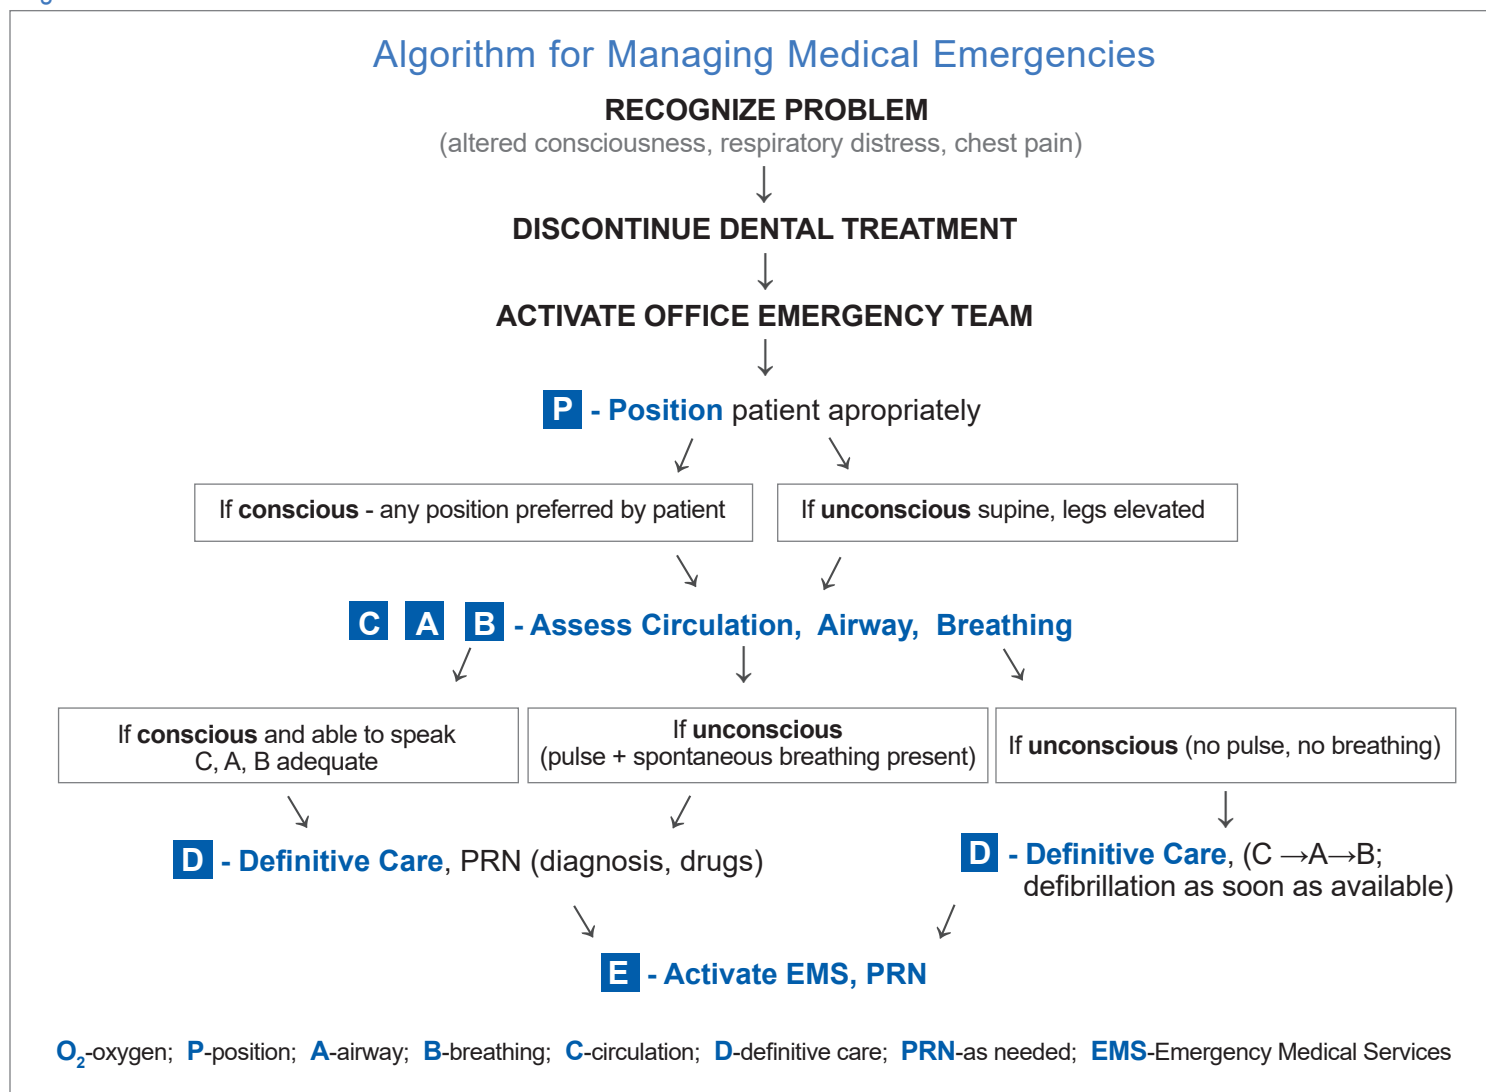 Algorithm for Managing Medical Emergencies
RECOGNIZE PROBLEM
(altered consciousness, respiratory distress, chest pain)
DISCONTINUE DENTAL TREATMENT
ACTIVATE OFFICE EMERGENCY TEAM
P - Position patient apropriately
If conscious - any position preferred by patient
If unconscious supine, legs elevated
C A B - Assess Circulation, Airway, Breathing
If conscious and able to speak
C, A, B adequate
If unconscious
(pulse + spontaneous breathing present)
If unconscious (no pulse, no breathing)
D - Definitive Care, PRN (diagnosis, drugs)
D - Definitive Care, (C →A→B;
defibrillation as soon as available)
E - Activate EMS, PRN
O₂-oxygen; P-position; A-airway; B-breathing; C-circulation; D-definitive care; PRN-as needed; EMS-Emergency Medical Services